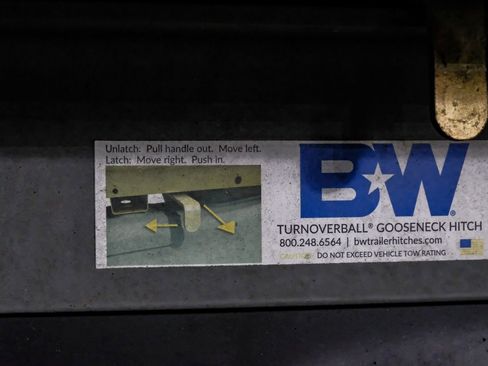 Unlatch: Pull handle out. Move left.
Latch: Move right. Push in.
B★W®
TURNOVERBALL® GOOSENECK HITCH
800.248.6564 | bwtrailerhitches.com
CAUTION: DO NOT EXCEED VEHICLE TOW RATING